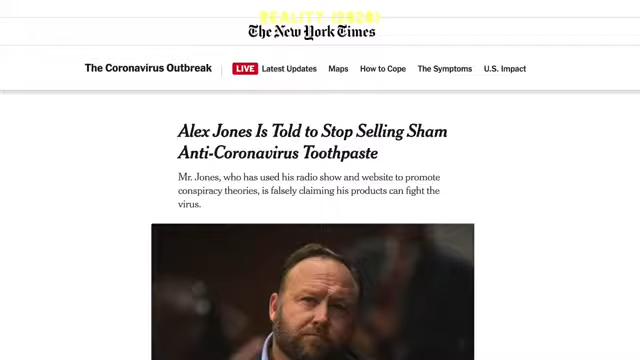 REALITY (2020)
The New York Times
The Coronavirus Outbreak LIVE Latest Updates Maps How to Cope The Symptoms U.S. Impact
Alex Jones Is Told to Stop Selling Sham
Anti-Coronavirus Toothpaste
Mr. Jones, who has used his radio show and website to promote
conspiracy theories, is falsely claiming his products can fight the
virus.